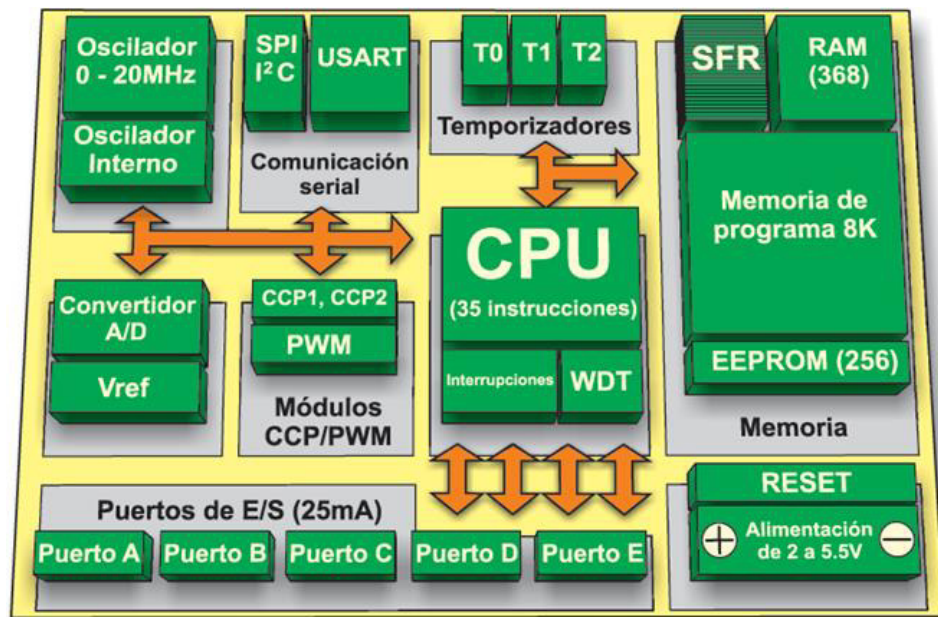 Oscilador
0 - 20MHz
Oscilador
Interno
SPI
I²C
USART
Comunicación
serial
T0
T1
T2
Temporizadores
SFR
RAM
(368)
Memoria de
programa 8K
EEPROM (256)
Memoria
Convertidor
A/D
Vref
CCP1, CCP2
PWM
Módulos
CCP/PWM
CPU
(35 instrucciones)
Interrupciones
WDT
Puertos de E/S (25mA)
Puerto A
Puerto B
Puerto C
Puerto D
Puerto E
RESET
+
Alimentación
de 2 a 5.5V
−